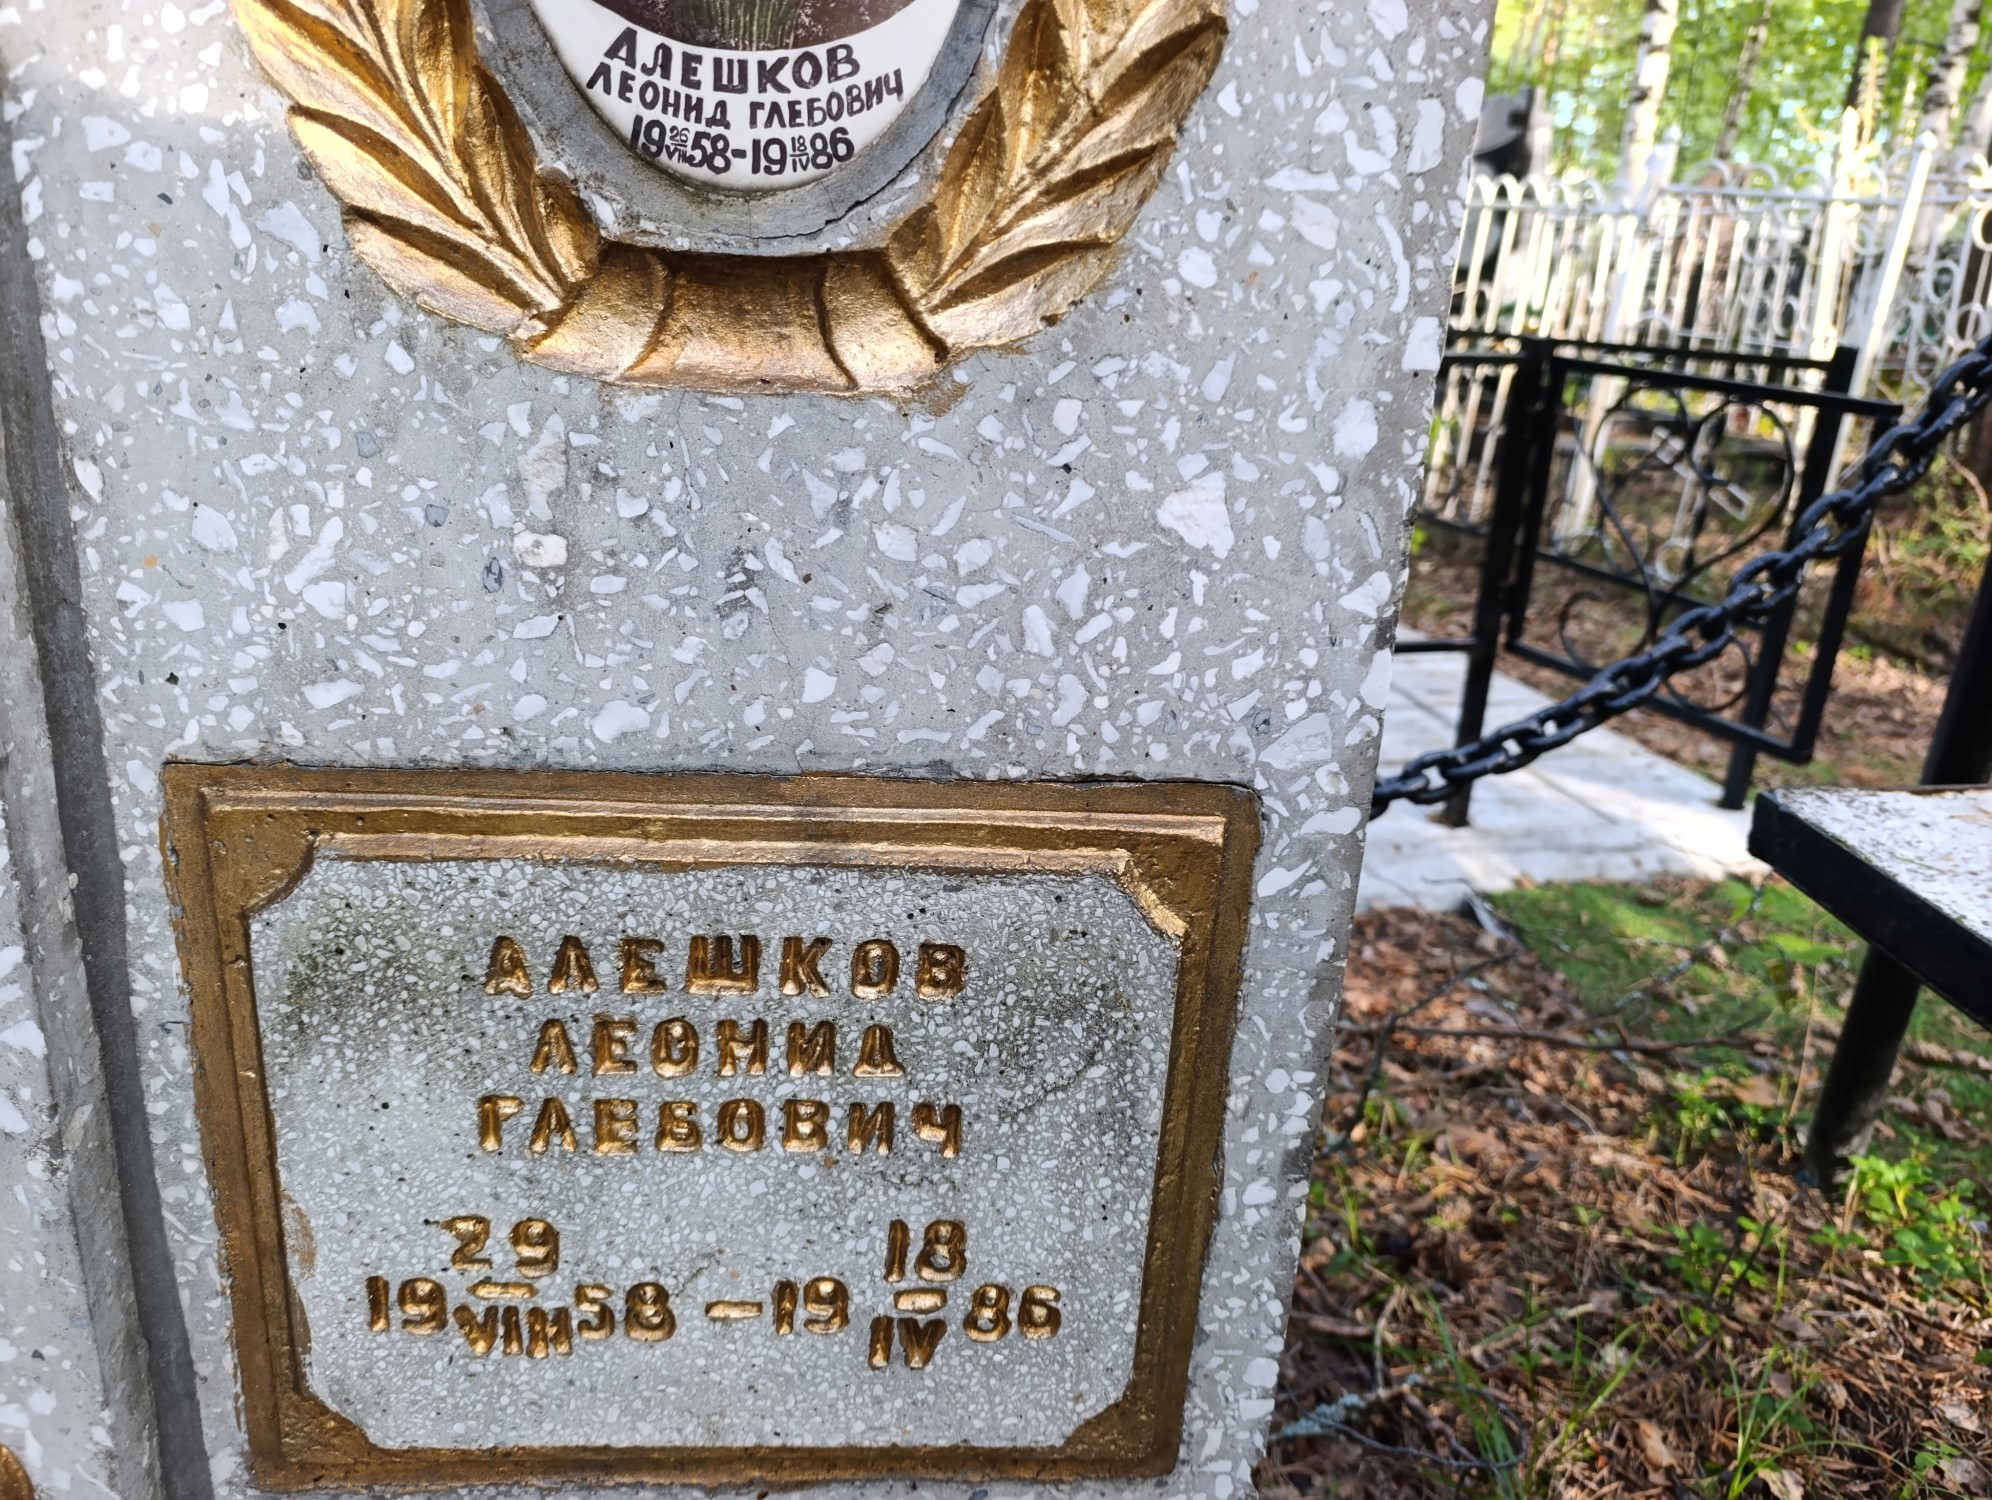 АЛЕШКОВ
ЛЕОНИД ГЛЕБОВИЧ
19 26/VIII 58-19 18/IV 86
АЛЕШКОВ
ЛЕОНИД
ГЛЕБОВИЧ
19 29/VIII 58 - 19 18/IV 86